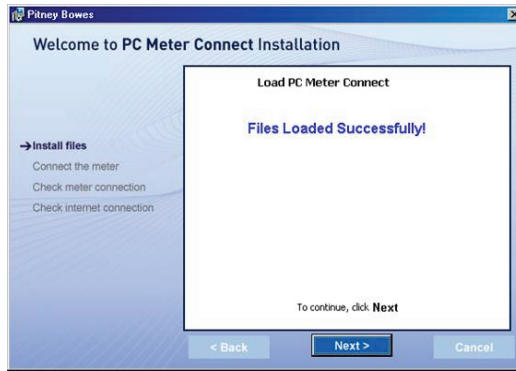 Pitney Bowes
Welcome to PC Meter Connect Installation
Load PC Meter Connect
Files Loaded Successfully!
Install files
Connect the meter
Check meter connection
Check internet connection
To continue, click Next
< Back
Next >
Cancel